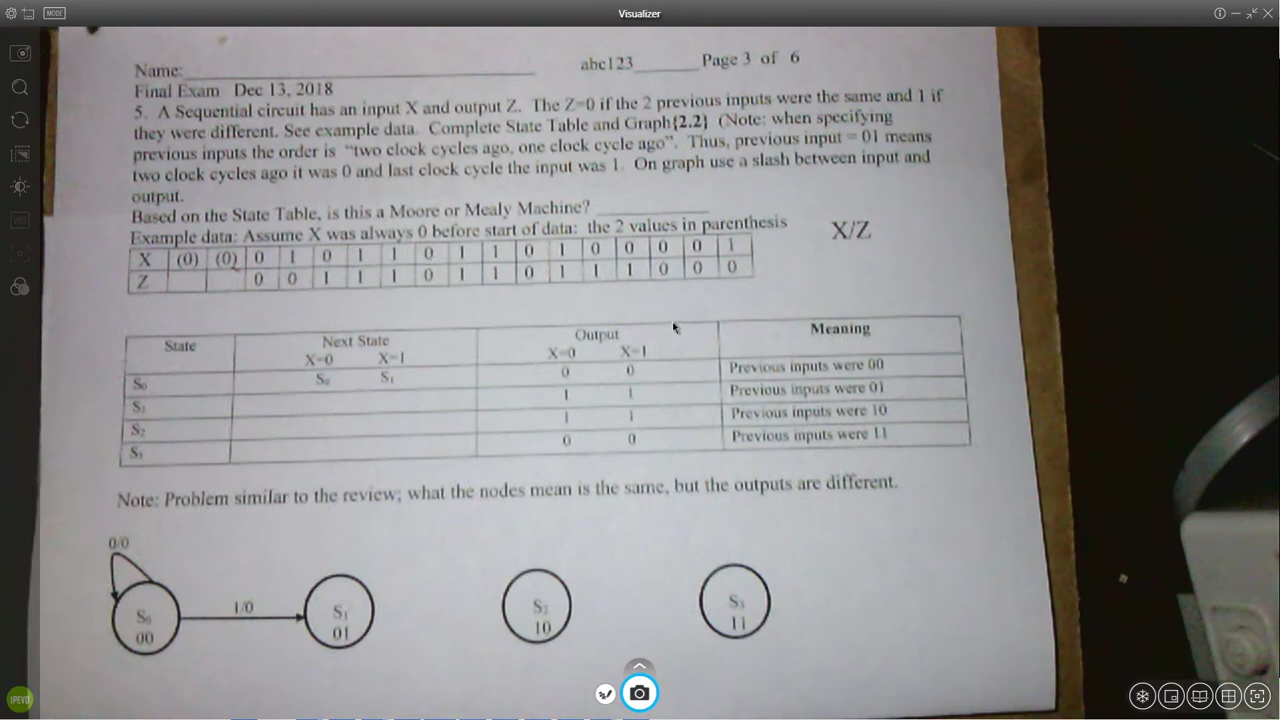 MODE
Visualizer
Name:____________ abc123______ Page 3 of 6
Final Exam Dec 13, 2018
5. A Sequential circuit has an input X and output Z. The Z=0 if the 2 previous inputs were the same and 1 if
they were different. See example data. Complete State Table and Graph{2.2} (Note: when specifying
previous inputs the order is "two clock cycles ago, one clock cycle ago". Thus, previous input = 01 means
two clock cycles ago it was 0 and last clock cycle the input was 1. On graph use a slash between input and
output.
Based on the State Table, is this a Moore or Mealy Machine? ____________
Example data: Assume X was always 0 before start of data: the 2 values in parenthesis X/Z
X (0) (0) 0 1 0 1 1 0 1 1 0 1 0 0 0 0 1
Z 0 0 1 1 1 0 1 1 0 1 1 1 0 0 0
State Next State Output Meaning
X=0 X=1 X=0 X=1
S₀ S₀ S₁ 0 0 Previous inputs were 00
S₁ 1 1 Previous inputs were 01
S₂ 1 1 Previous inputs were 10
S₃ 0 0 Previous inputs were 11
Note: Problem similar to the review; what the nodes mean is the same, but the outputs are different.
0/0
1/0
S₀ S₁ S₂ S₃
00 01 10 11
IPEVO